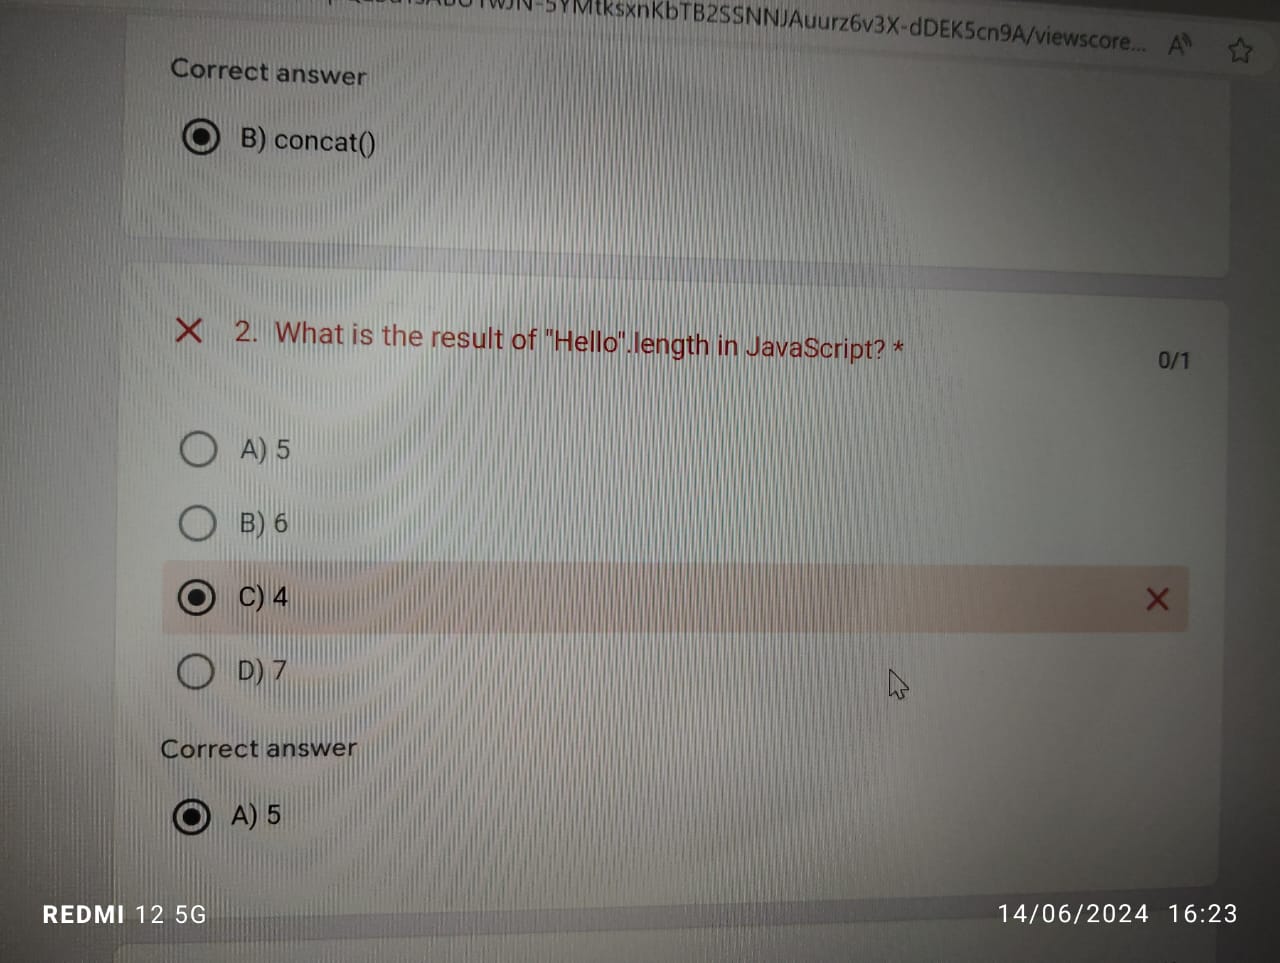 5YMtksxnKbTB2SSNNJAuurz6v3X-dDEK5cn9A/viewscore...
Correct answer
B) concat()
2. What is the result of "Hello".length in JavaScript? *
0/1
A) 5
B) 6
C) 4
D) 7
Correct answer
A) 5
REDMI 12 5G
14/06/2024 16:23